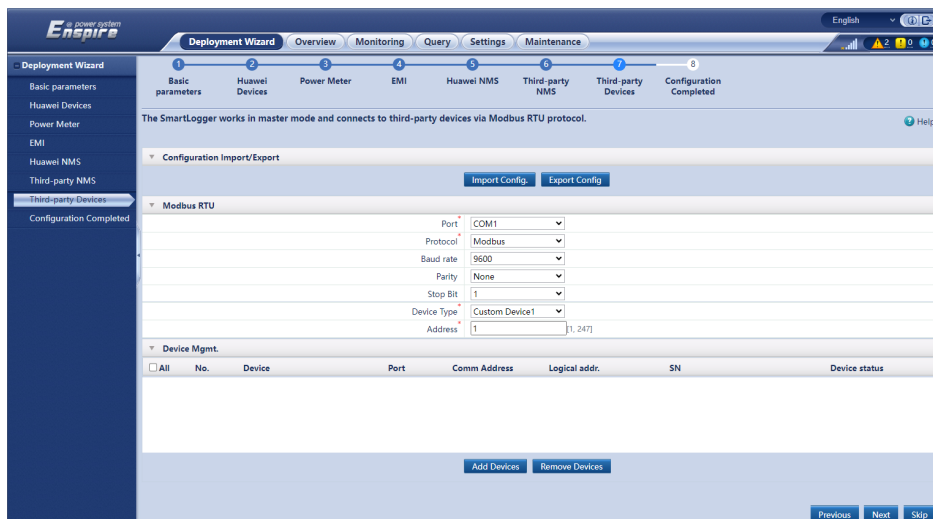 e power system
Enspire
English
Deployment Wizard Overview Monitoring Query Settings Maintenance
2 0
Deployment Wizard
Basic parameters
Huawei Devices
Power Meter
EMI
Huawei NMS
Third-party NMS
Third-party Devices
Configuration Completed
1 2 3 4 5 6 7 8
Basic parameters Huawei Devices Power Meter EMI Huawei NMS Third-party NMS Third-party Devices Configuration Completed
The SmartLogger works in master mode and connects to third-party devices via Modbus RTU protocol.
Help
Configuration Import/Export
Import Config. Export Config
Modbus RTU
Port * COM1
Protocol * Modbus
Baud rate 9600
Parity None
Stop Bit 1
Device Type * Custom Device1
Address * 1 [1, 247]
Device Mgmt.
All No. Device Port Comm Address Logical addr. SN Device status
Add Devices Remove Devices
Previous Next Skip